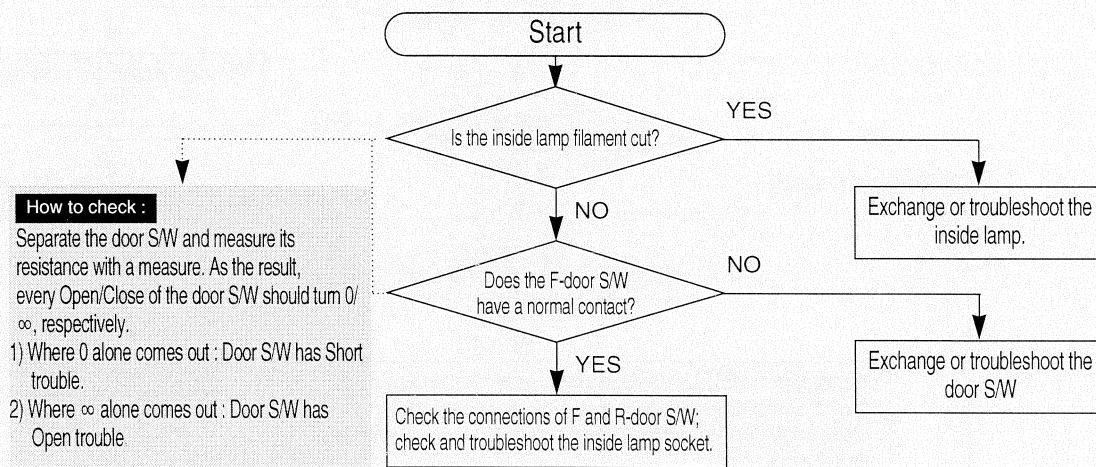 Start
Is the inside lamp filament cut?
YES
Exchange or troubleshoot the
inside lamp.
NO
Does the F-door S/W
have a normal contact?
NO
Exchange or troubleshoot the
door S/W
YES
Check the connections of F and R-door S/W;
check and troubleshoot the inside lamp socket.
How to check :
Separate the door S/W and measure its
resistance with a measure. As the result,
every Open/Close of the door S/W should turn 0/
∞, respectively.
1) Where 0 alone comes out : Door S/W has Short
trouble.
2) Where ∞ alone comes out : Door S/W has
Open trouble.